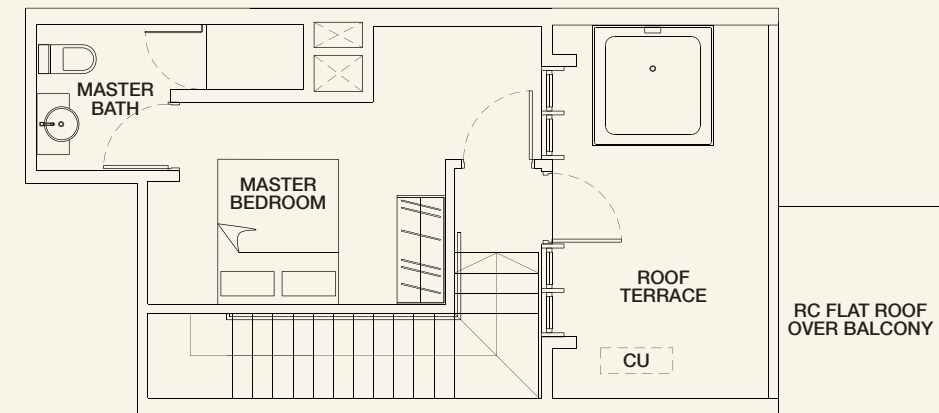 MASTER
BATH
MASTER
BEDROOM
ROOF
TERRACE
RC FLAT ROOF
OVER BALCONY
CU